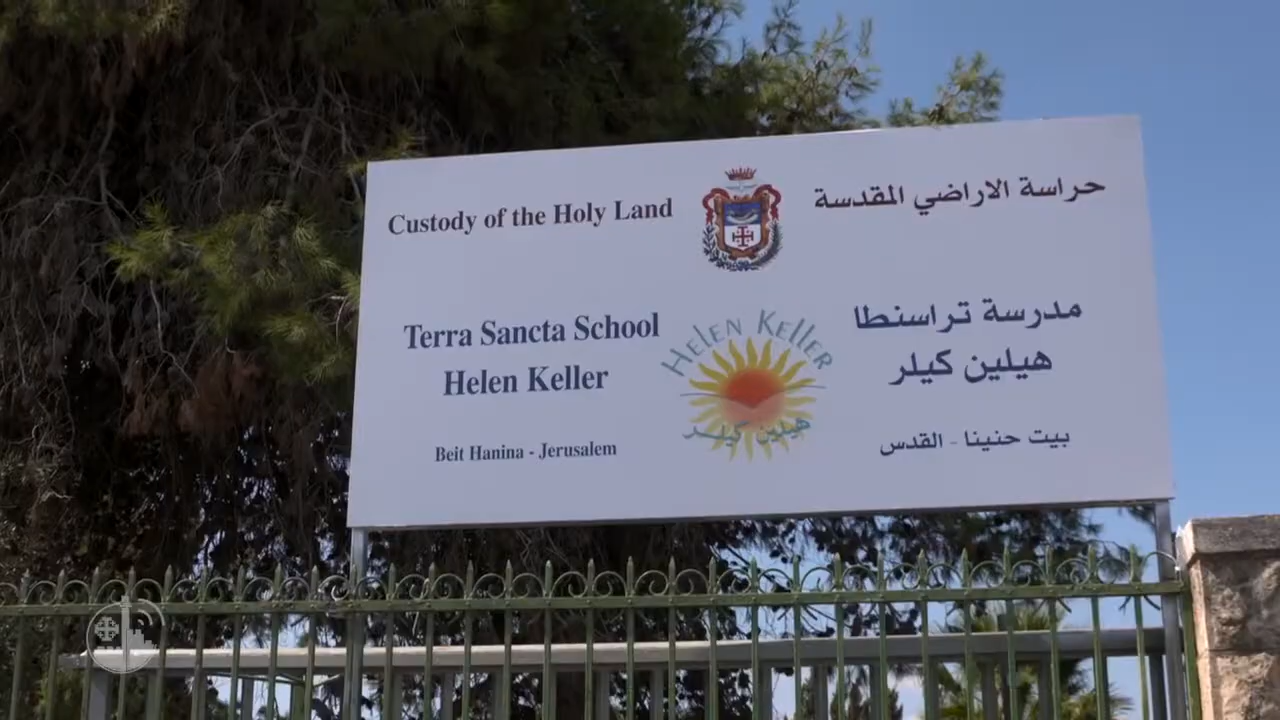 Custody of the Holy Land
حراسة الاراضي المقدسة
Terra Sancta School
Helen Keller
Beit Hanina - Jerusalem
HELEN KELLER
هيلين كيلر
مدرسة تراسنطا
هيلين كيلر
بيت حنينا - القدس